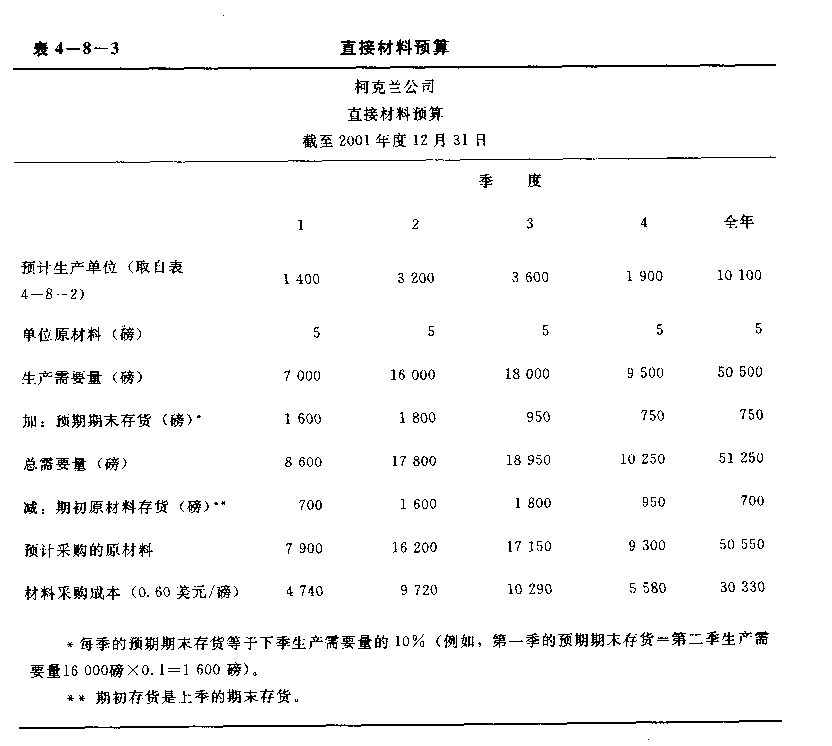 表 4—8—3 直接材料预算
柯克兰公司
直接材料预算
截至 2001 年度 12 月 31 日
季 度
1 2 3 4 全年
预计生产单位（取自表
4—8—2） 1 400 3 200 3 600 1 900 10 100
单位原材料（磅） 5 5 5 5 5
生产需要量（磅） 7 000 16 000 18 000 9 500 50 500
加：预期期末存货（磅）* 1 600 1 800 950 750 750
总需要量（磅） 8 600 17 800 18 950 10 250 51 250
减：期初原材料存货（磅）** 700 1 600 1 800 950 700
预计采购的原材料 7 900 16 200 17 150 9 300 50 550
材料采购成本（0.60 美元/磅） 4 740 9 720 10 290 5 580 30 330
* 每季的预期期末存货等于下季生产需要量的 10%（例如，第一季的预期期末存货=第二季生产需
要量16 000磅×0.1=1 600 磅）。
** 期初存货是上季的期末存货。